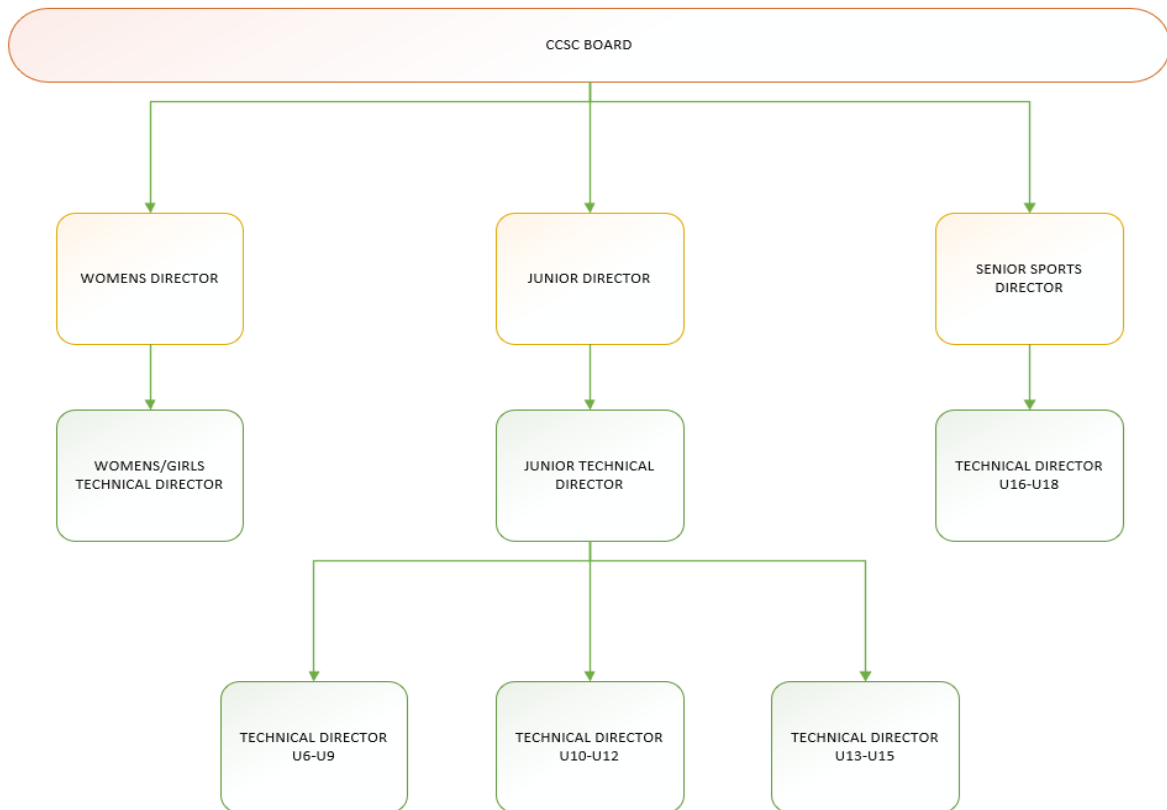 CCSC BOARD
WOMENS DIRECTOR
JUNIOR DIRECTOR
SENIOR SPORTS
DIRECTOR
WOMENS/GIRLS
TECHNICAL DIRECTOR
JUNIOR TECHNICAL
DIRECTOR
TECHNICAL DIRECTOR
U16-U18
TECHNICAL DIRECTOR
U6-U9
TECHNICAL DIRECTOR
U10-U12
TECHNICAL DIRECTOR
U13-U15